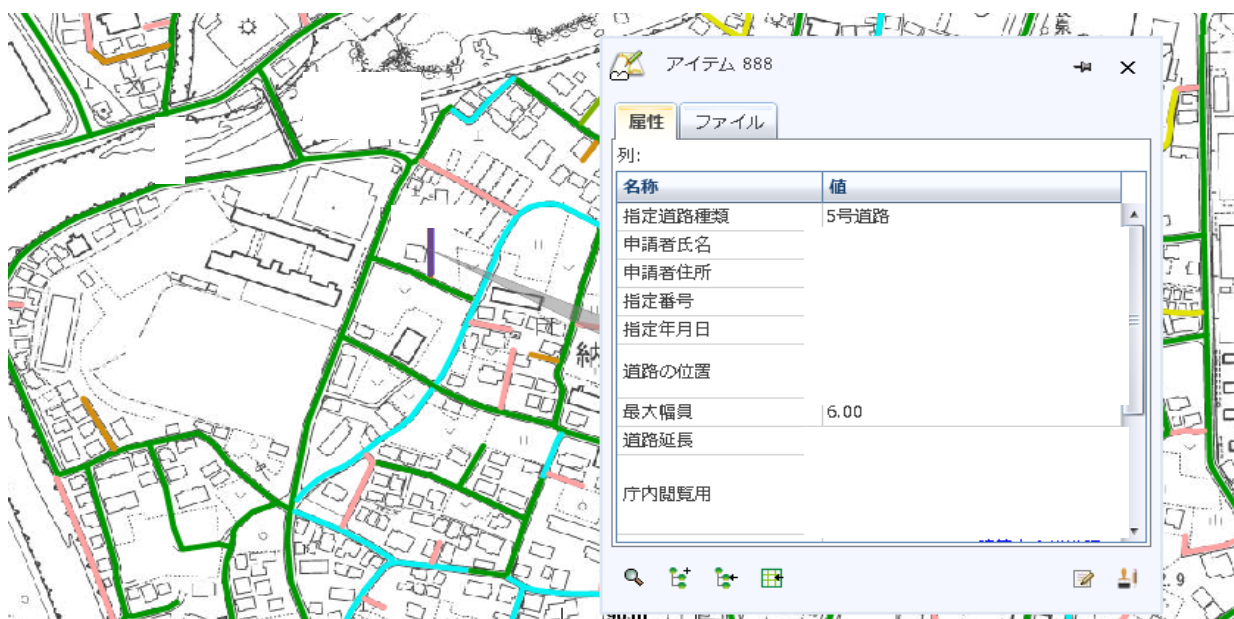 アイテム 888
属性
ファイル
列:
名称 値
指定道路種類 5号道路
申請者氏名
申請者住所
指定番号
指定年月日
道路の位置
最大幅員 6.00
道路延長
庁内閲覧用
納
泉
9